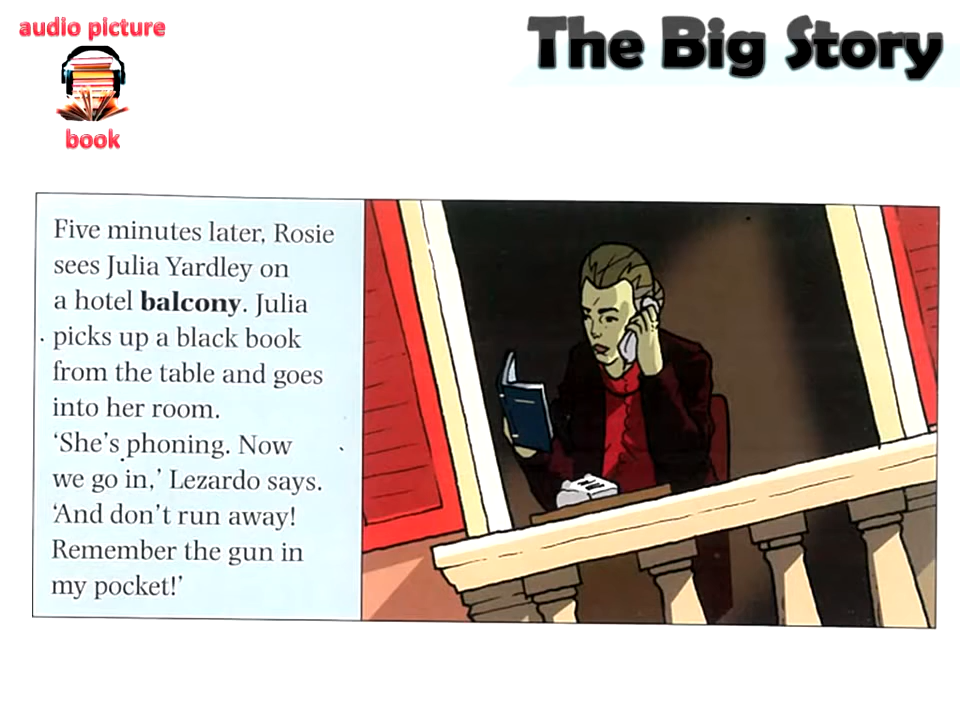 audio picture
book
The Big Story
Five minutes later, Rosie
sees Julia Yardley on
a hotel balcony. Julia
picks up a black book
from the table and goes
into her room.
‘She’s phoning. Now
we go in,’ Lezardo says.
‘And don’t run away!
Remember the gun in
my pocket!’